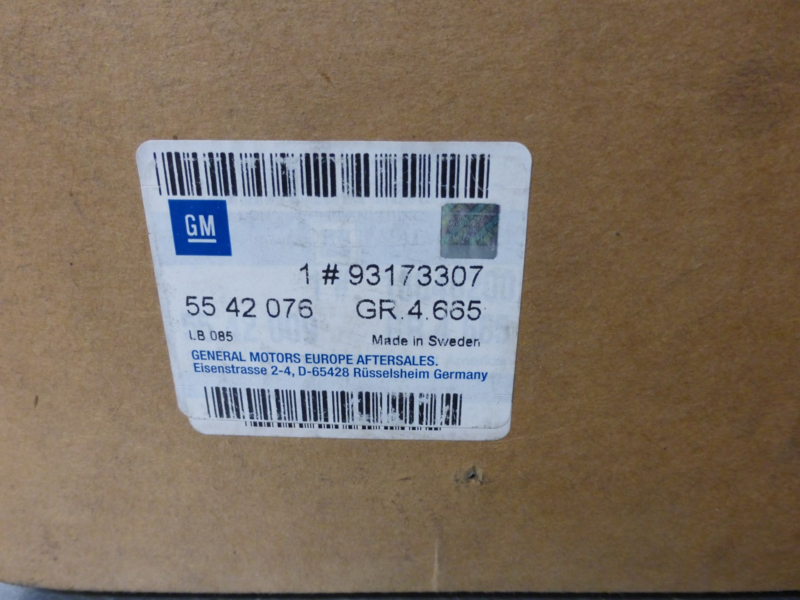 GM
1 # 93173307
55 42 076 GR.4.665
LB 085 Made in Sweden
GENERAL MOTORS EUROPE AFTERSALES.
Eisenstrasse 2-4, D-65428 Rüsselsheim Germany